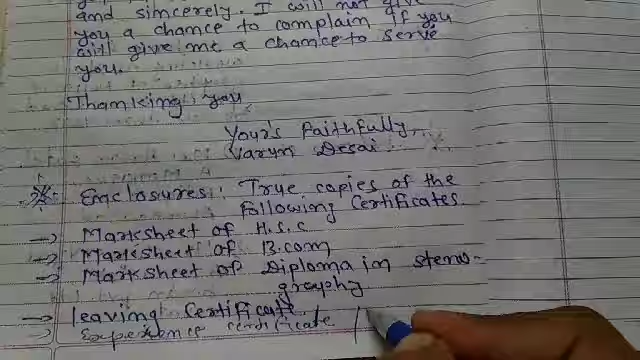 and sincerely. I will not give
you a chance to complain if you
will give me a chance to serve
you.
Thanking you
Your's Faithfully,
Varun Desai
Enclosures: True copies of the
Following Certificates
→ Marksheet of H.S.C
→ Marksheet of B.com
→ Marksheet of Diploma in steno-
graphy
→ leaving Certificate
Experience certificate